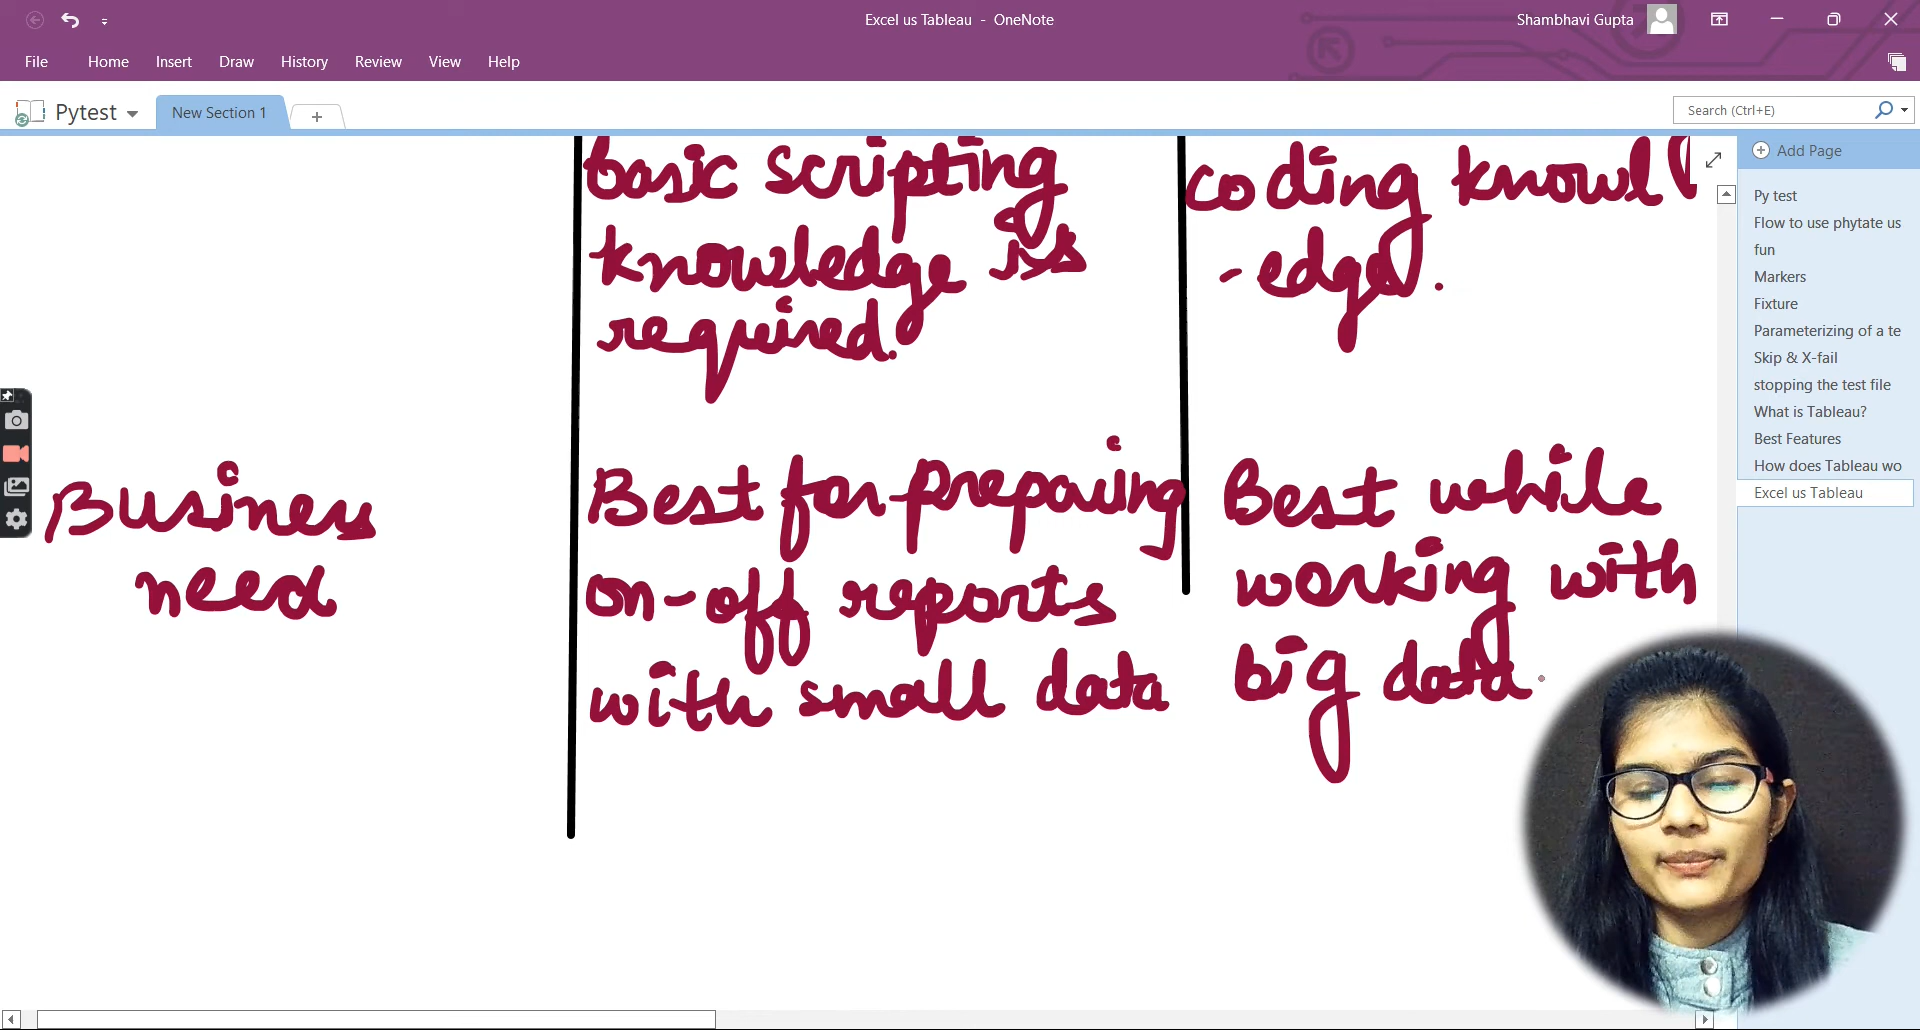 Excel us Tableau - OneNote
Shambhavi Gupta
File Home Insert Draw History Review View Help
Pytest
New Section 1
+
Search (Ctrl+E)
Add Page
Py test
Flow to use phytate us
fun
Markers
Fixture
Parameterizing of a te
Skip & X-fail
stopping the test file
What is Tableau?
Best Features
How does Tableau wo
Excel us Tableau
basic scripting
knowledge is
required.
coding knowl
-edge.
Business
need
Best for preparing
on-off reports
with small data
Best while
working with
big data